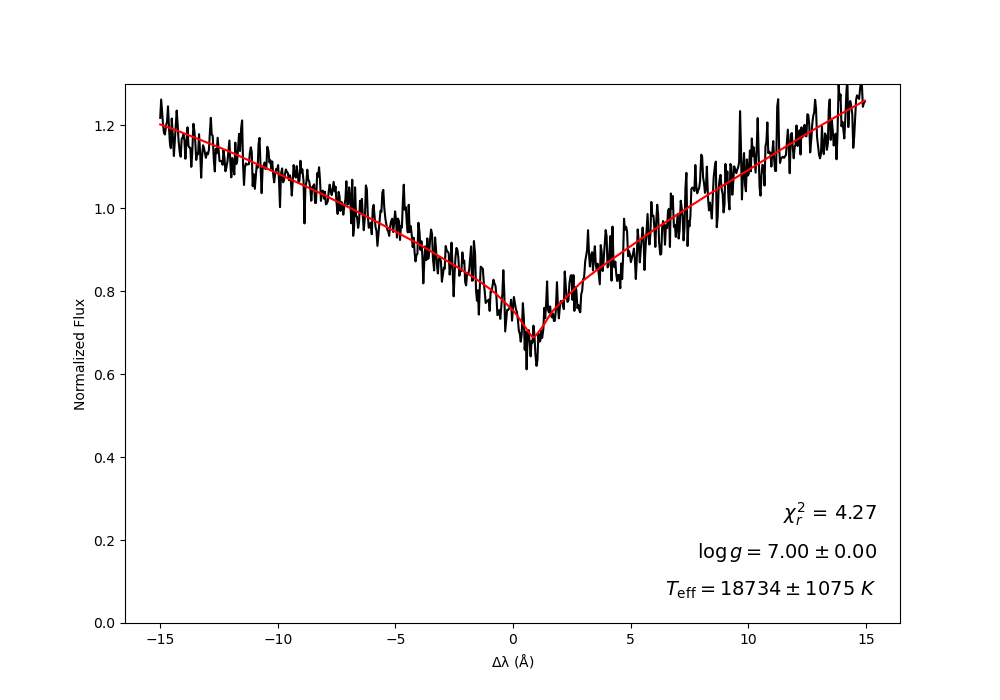 1.2
1.0
0.8
0.6
0.4
0.2
0.0
Normalized Flux
χ²ᵣ = 4.27
log g = 7.00 ± 0.00
T_eff = 18734 ± 1075 K
−15 −10 −5 0 5 10 15
Δλ (Å)